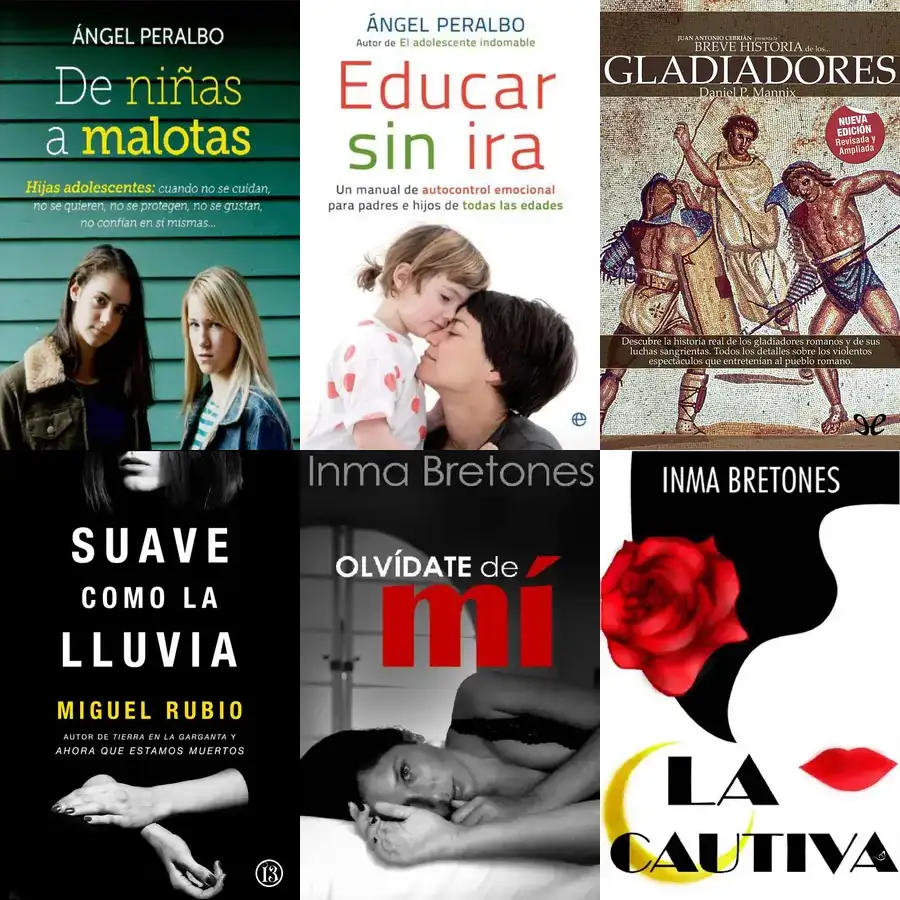 ÁNGEL PERALBO
De niñas
a malotas
Hijas adolescentes: cuando no se cuidan,
no se quieren, no se protegen, no se gustan,
no confían en sí mismas...
ÁNGEL PERALBO
Autor de El adolescente indomable
Educar
sin ira
Un manual de autocontrol emocional
para padres e hijos de todas las edades
JUAN ANTONIO CEBRIÁN presenta la
BREVE HISTORIA de los...
GLADIADORES
Daniel P. Mannix
NUEVA
EDICIÓN
Revisada y
Ampliada
Descubre la historia real de los gladiadores romanos y de sus
luchas sangrientas. Todos los detalles sobre los violentos
espectáculos que entretenían al pueblo romano.
SUAVE
COMO LA
LLUVIA
MIGUEL RUBIO
AUTOR DE TIERRA EN LA GARGANTA Y
AHORA QUE ESTAMOS MUERTOS
13
Inma Bretones
OLVÍDATE de
mí
INMA BRETONES
LA
CAUTIVA